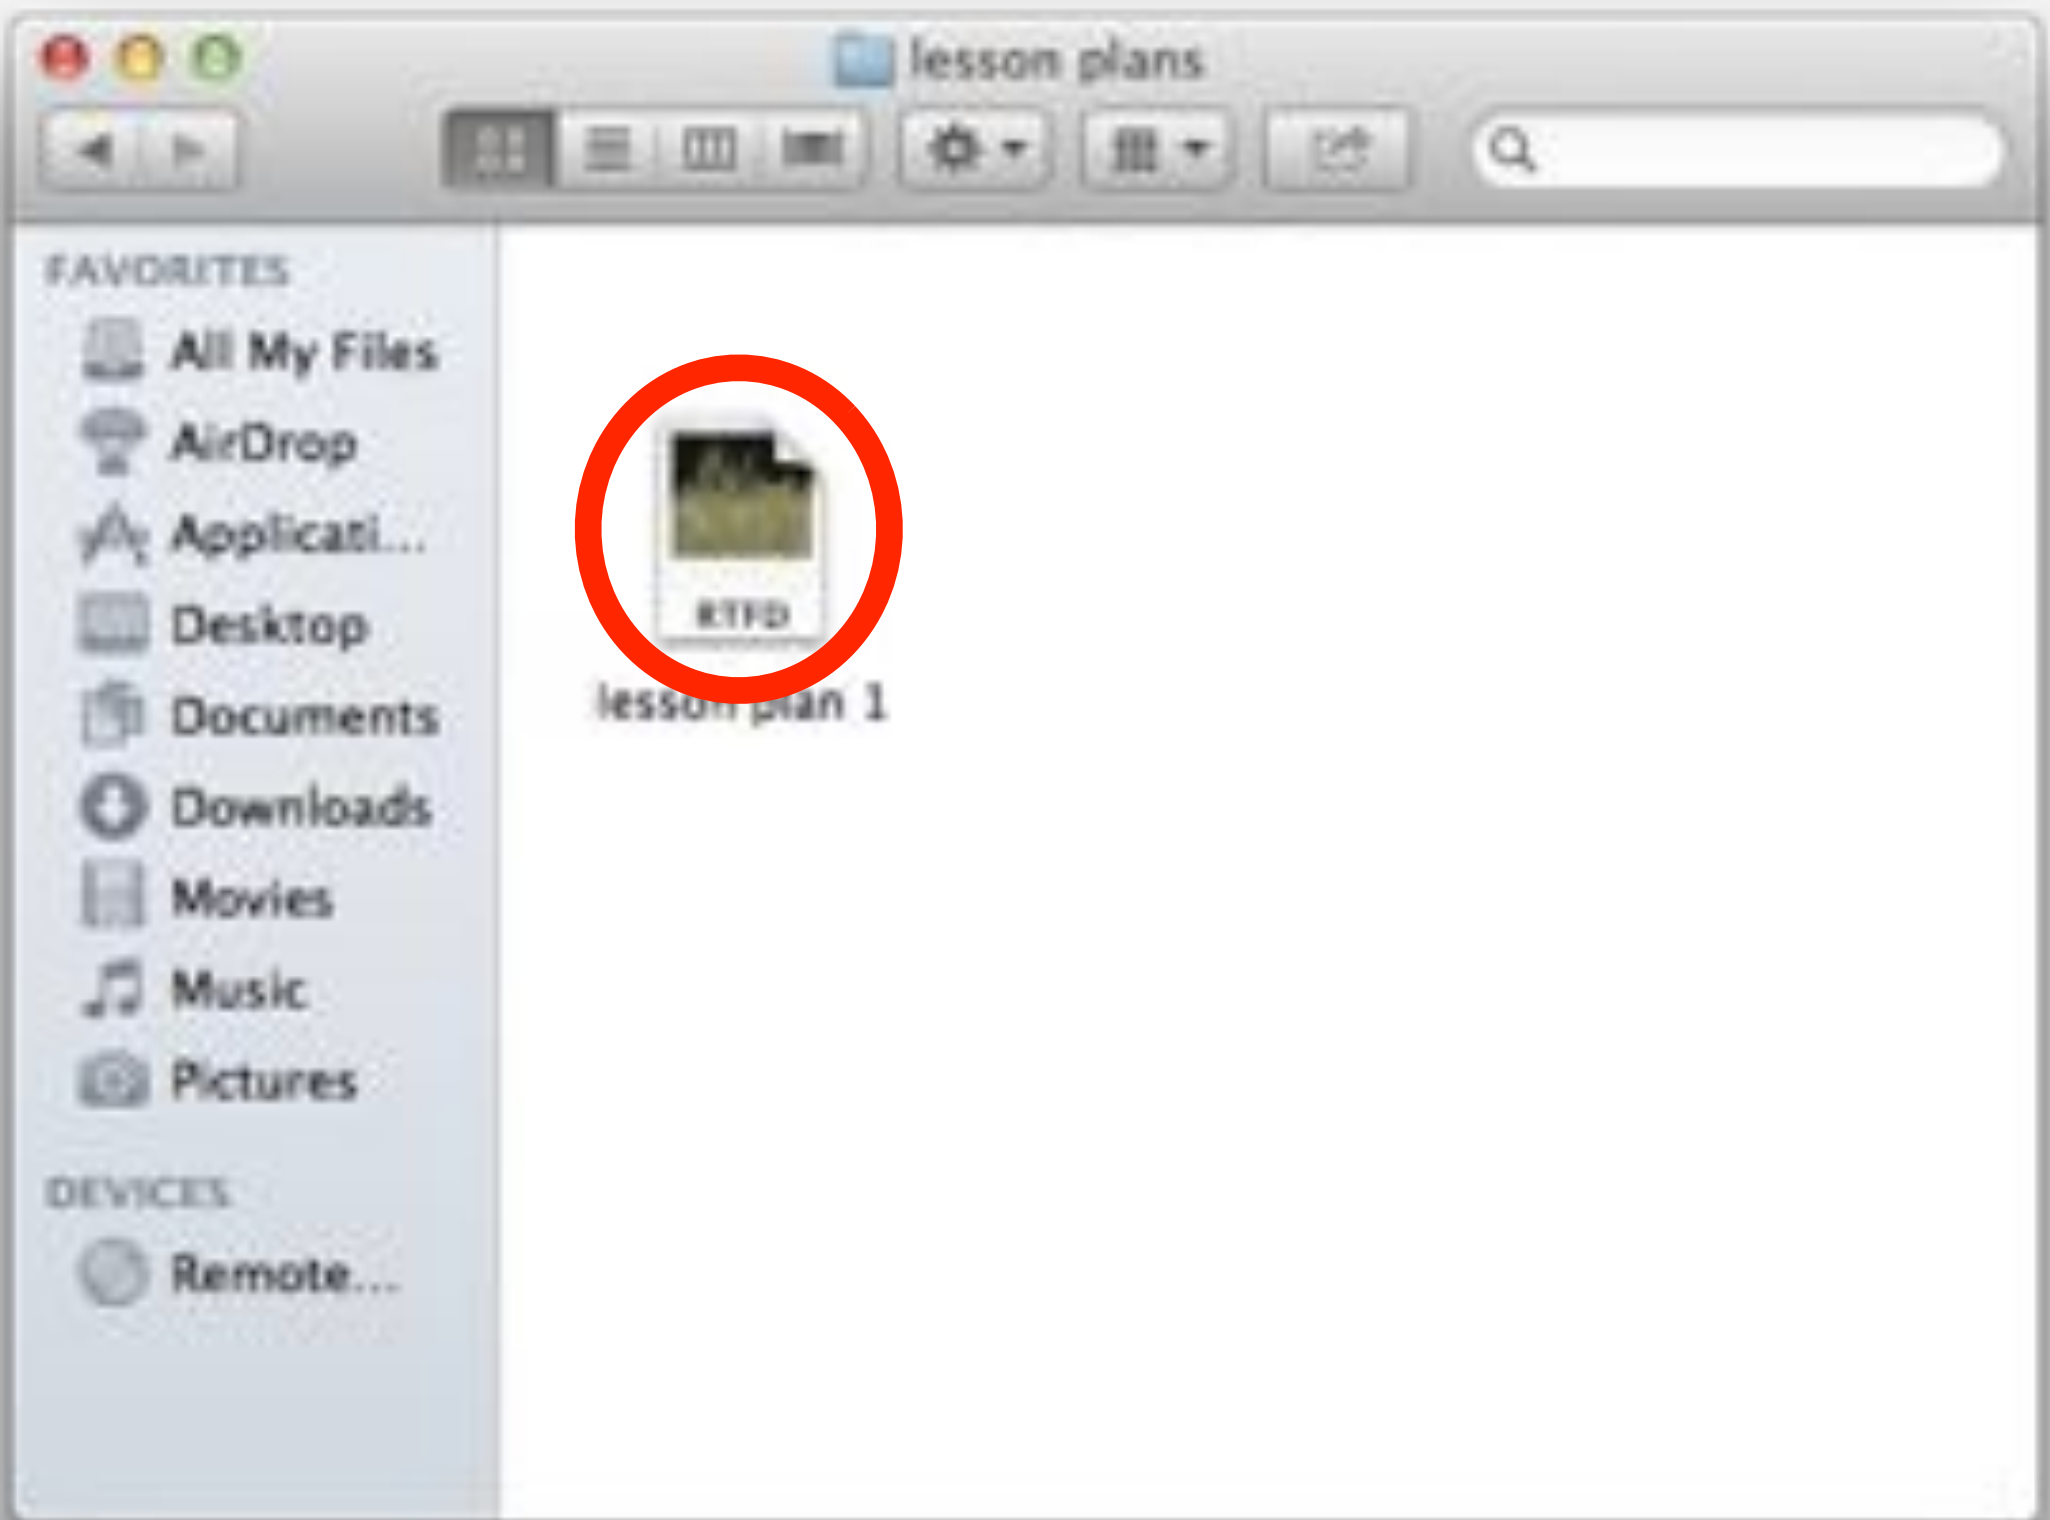 lesson plans
FAVORITES
All My Files
AirDrop
Applicati...
Desktop
Documents
Downloads
Movies
Music
Pictures
DEVICES
Remote...
RTFD
lesson plan 1